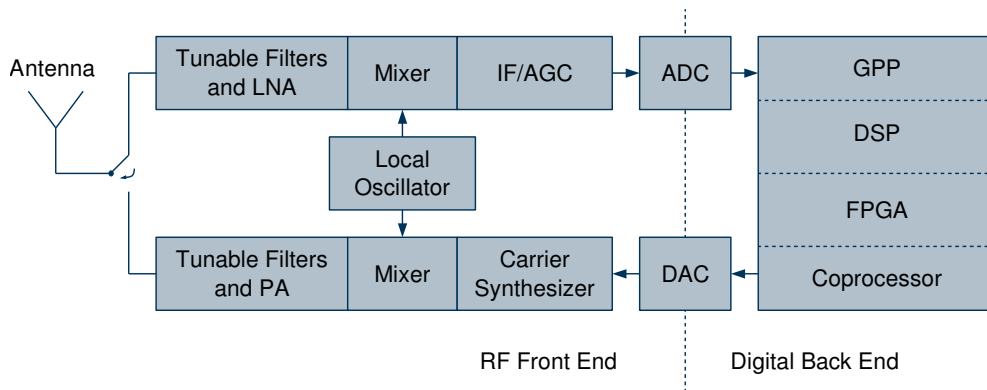 Antenna
Tunable Filters
and LNA
Mixer
IF/AGC
ADC
GPP
DSP
FPGA
Coprocessor
Local
Oscillator
Tunable Filters
and PA
Mixer
Carrier
Synthesizer
DAC
RF Front End
Digital Back End